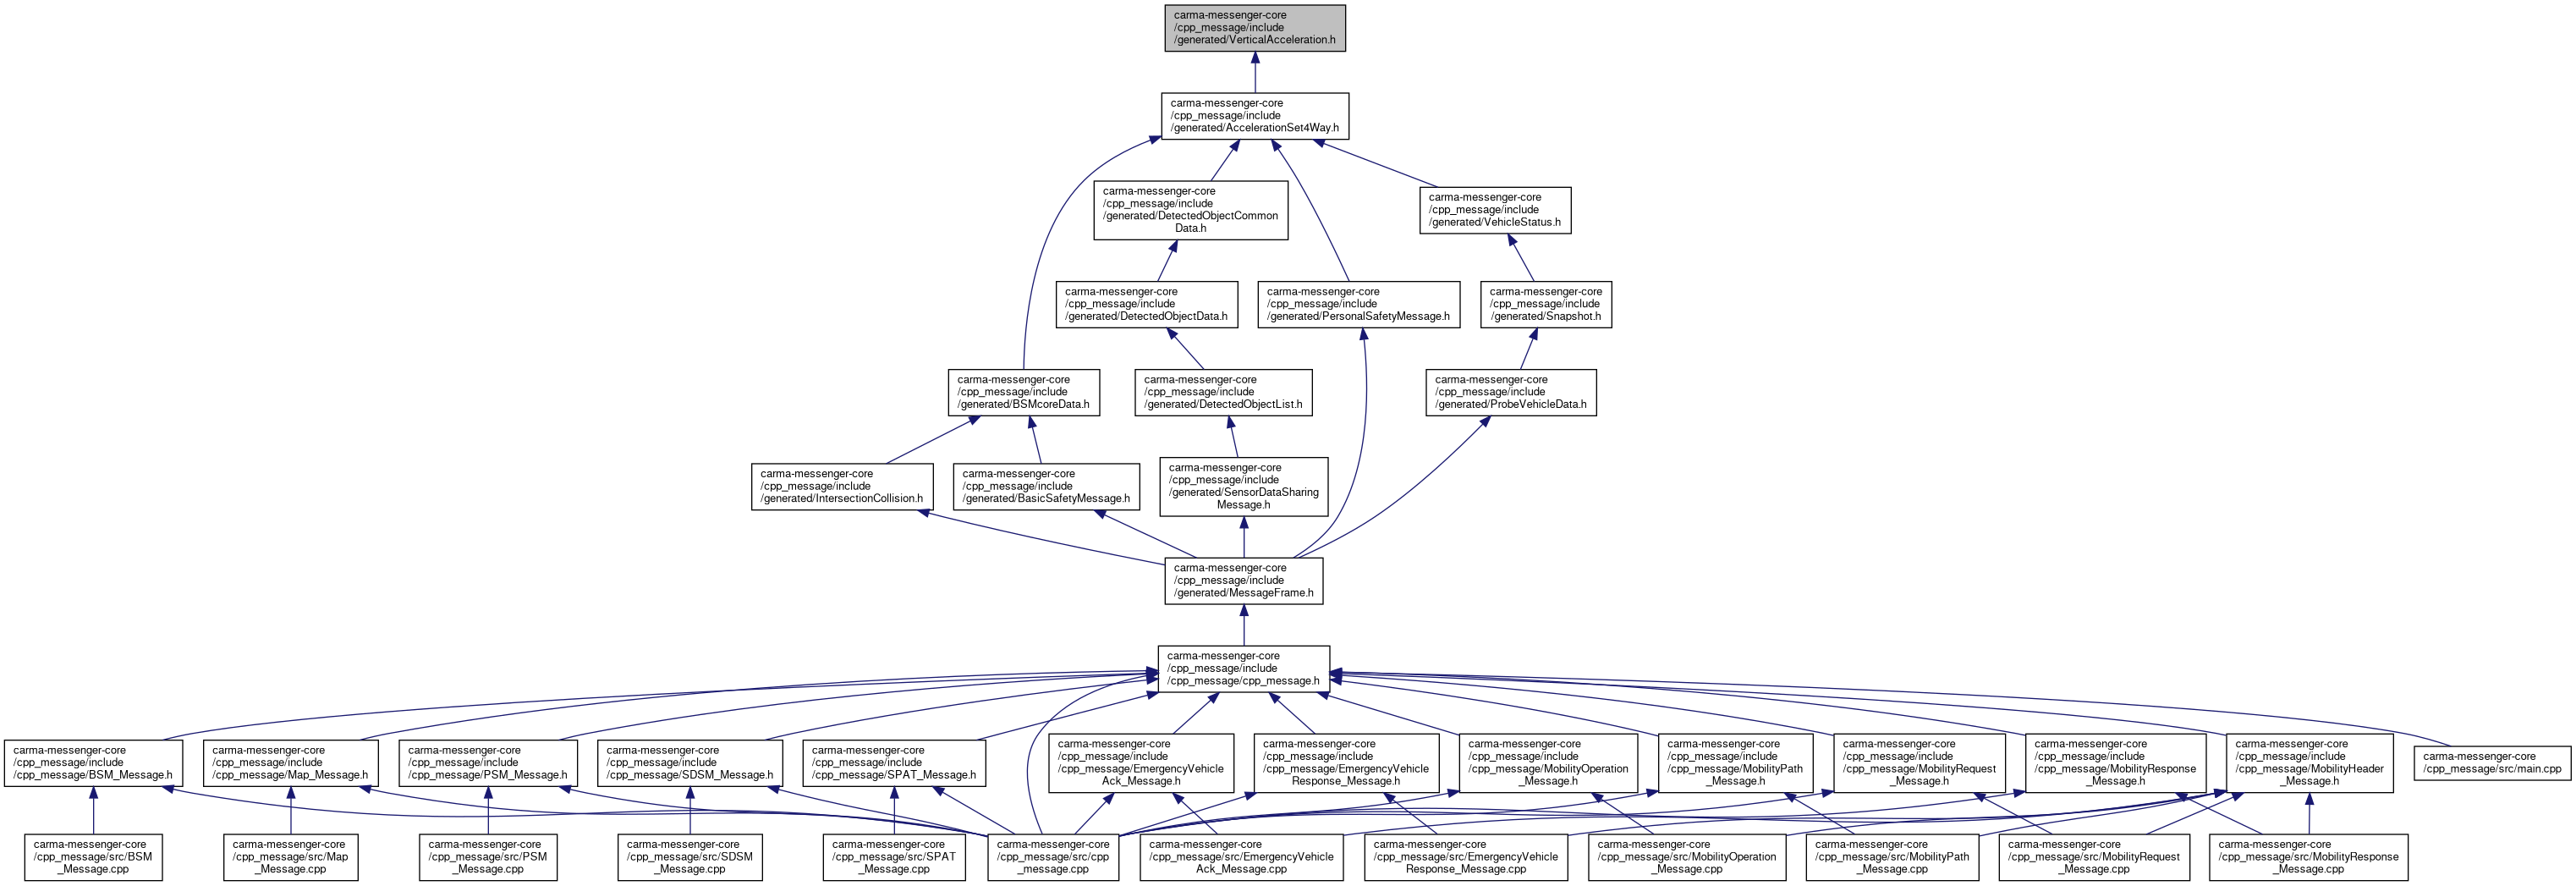 carma-messenger-core
/cpp_message/include
/generated/VerticalAcceleration.h
carma-messenger-core
/cpp_message/include
/generated/AccelerationSet4Way.h
carma-messenger-core
/cpp_message/include
/generated/DetectedObjectCommon
Data.h
carma-messenger-core
/cpp_message/include
/generated/VehicleStatus.h
carma-messenger-core
/cpp_message/include
/generated/DetectedObjectData.h
carma-messenger-core
/cpp_message/include
/generated/PersonalSafetyMessage.h
carma-messenger-core
/cpp_message/include
/generated/Snapshot.h
carma-messenger-core
/cpp_message/include
/generated/BSMcoreData.h
carma-messenger-core
/cpp_message/include
/generated/DetectedObjectList.h
carma-messenger-core
/cpp_message/include
/generated/ProbeVehicleData.h
carma-messenger-core
/cpp_message/include
/generated/IntersectionCollision.h
carma-messenger-core
/cpp_message/include
/generated/BasicSafetyMessage.h
carma-messenger-core
/cpp_message/include
/generated/SensorDataSharing
Message.h
carma-messenger-core
/cpp_message/include
/generated/MessageFrame.h
carma-messenger-core
/cpp_message/include
/cpp_message/cpp_message.h
carma-messenger-core
/cpp_message/include
/cpp_message/BSM_Message.h
carma-messenger-core
/cpp_message/include
/cpp_message/Map_Message.h
carma-messenger-core
/cpp_message/include
/cpp_message/PSM_Message.h
carma-messenger-core
/cpp_message/include
/cpp_message/SDSM_Message.h
carma-messenger-core
/cpp_message/include
/cpp_message/SPAT_Message.h
carma-messenger-core
/cpp_message/include
/cpp_message/EmergencyVehicle
Ack_Message.h
carma-messenger-core
/cpp_message/include
/cpp_message/EmergencyVehicle
Response_Message.h
carma-messenger-core
/cpp_message/include
/cpp_message/MobilityOperation
_Message.h
carma-messenger-core
/cpp_message/include
/cpp_message/MobilityPath
_Message.h
carma-messenger-core
/cpp_message/include
/cpp_message/MobilityRequest
_Message.h
carma-messenger-core
/cpp_message/include
/cpp_message/MobilityResponse
_Message.h
carma-messenger-core
/cpp_message/include
/cpp_message/MobilityHeader
_Message.h
carma-messenger-core
/cpp_message/src/main.cpp
carma-messenger-core
/cpp_message/src/BSM
_Message.cpp
carma-messenger-core
/cpp_message/src/Map
_Message.cpp
carma-messenger-core
/cpp_message/src/PSM
_Message.cpp
carma-messenger-core
/cpp_message/src/SDSM
_Message.cpp
carma-messenger-core
/cpp_message/src/SPAT
_Message.cpp
carma-messenger-core
/cpp_message/src/cpp
_message.cpp
carma-messenger-core
/cpp_message/src/EmergencyVehicle
Ack_Message.cpp
carma-messenger-core
/cpp_message/src/EmergencyVehicle
Response_Message.cpp
carma-messenger-core
/cpp_message/src/MobilityOperation
_Message.cpp
carma-messenger-core
/cpp_message/src/MobilityPath
_Message.cpp
carma-messenger-core
/cpp_message/src/MobilityRequest
_Message.cpp
carma-messenger-core
/cpp_message/src/MobilityResponse
_Message.cpp